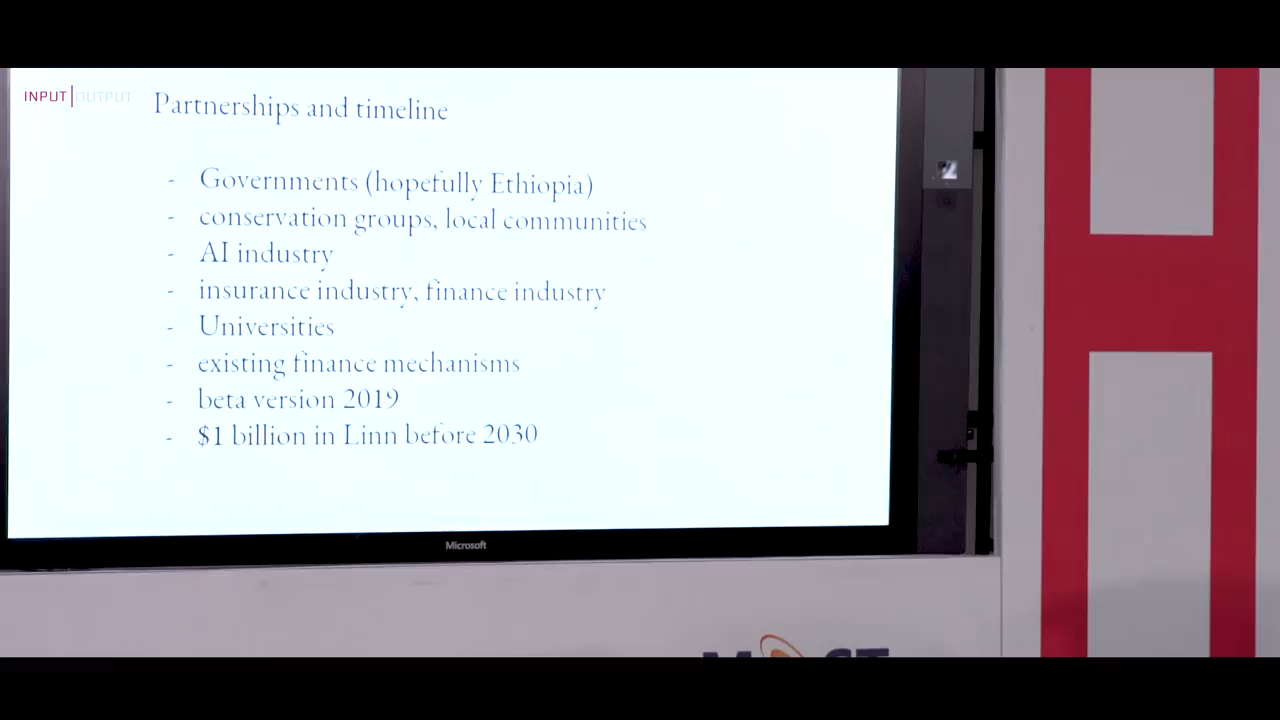 INPUT|OUTPUT
Partnerships and timeline
- Governments (hopefully Ethiopia)
- conservation groups, local communities
- AI industry
- insurance industry, finance industry
- Universities
- existing finance mechanisms
- beta version 2019
- $1 billion in Linn before 2030
Microsoft